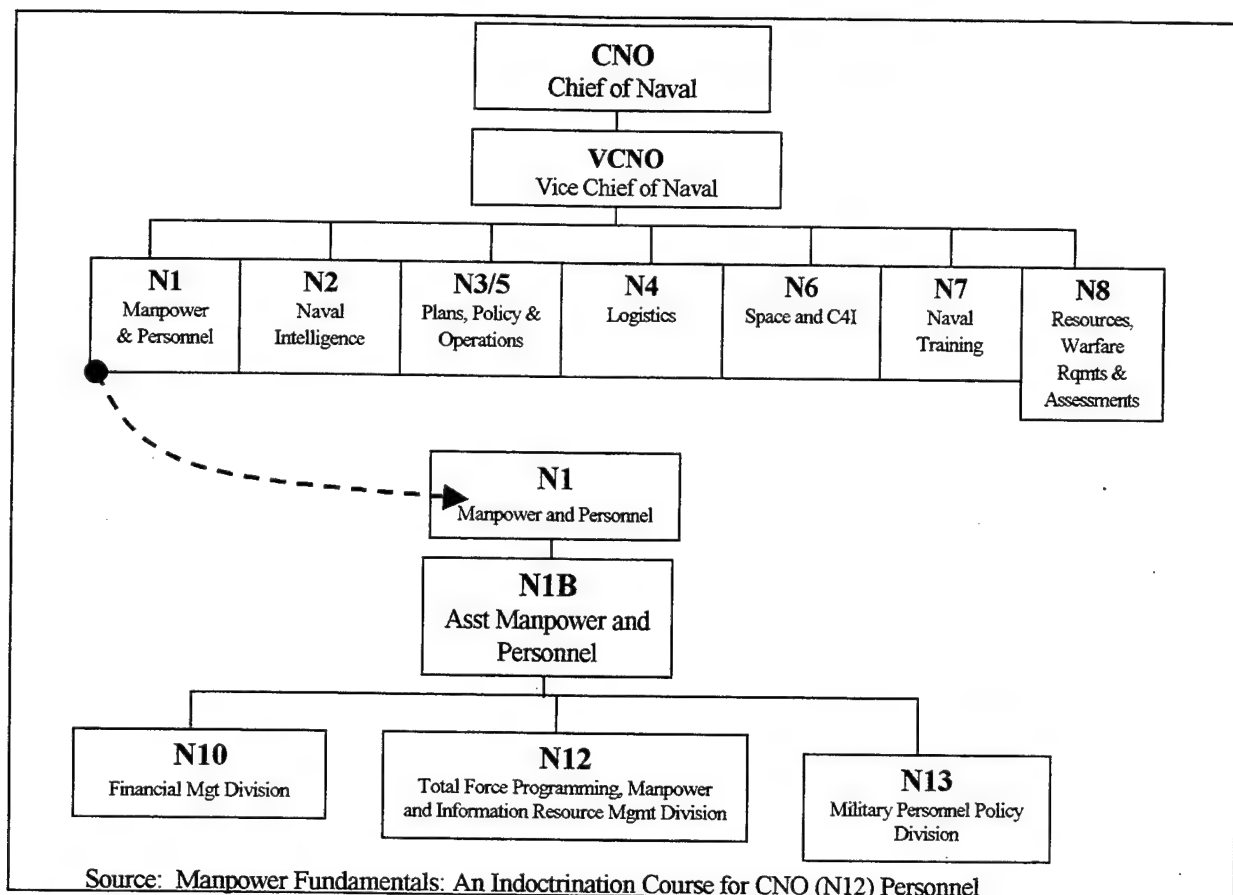 CNO
Chief of Naval
VCNO
Vice Chief of Naval
N1
Manpower
& Personnel
N2
Naval
Intelligence
N3/5
Plans, Policy &
Operations
N4
Logistics
N6
Space and C4I
N7
Naval
Training
N8
Resources,
Warfare
Rqmts &
Assessments
N1
Manpower and Personnel
N1B
Asst Manpower and
Personnel
N10
Financial Mgt Division
N12
Total Force Programming, Manpower
and Information Resource Mgmt Division
N13
Military Personnel Policy
Division
Source: Manpower Fundamentals: An Indoctrination Course for CNO (N12) Personnel